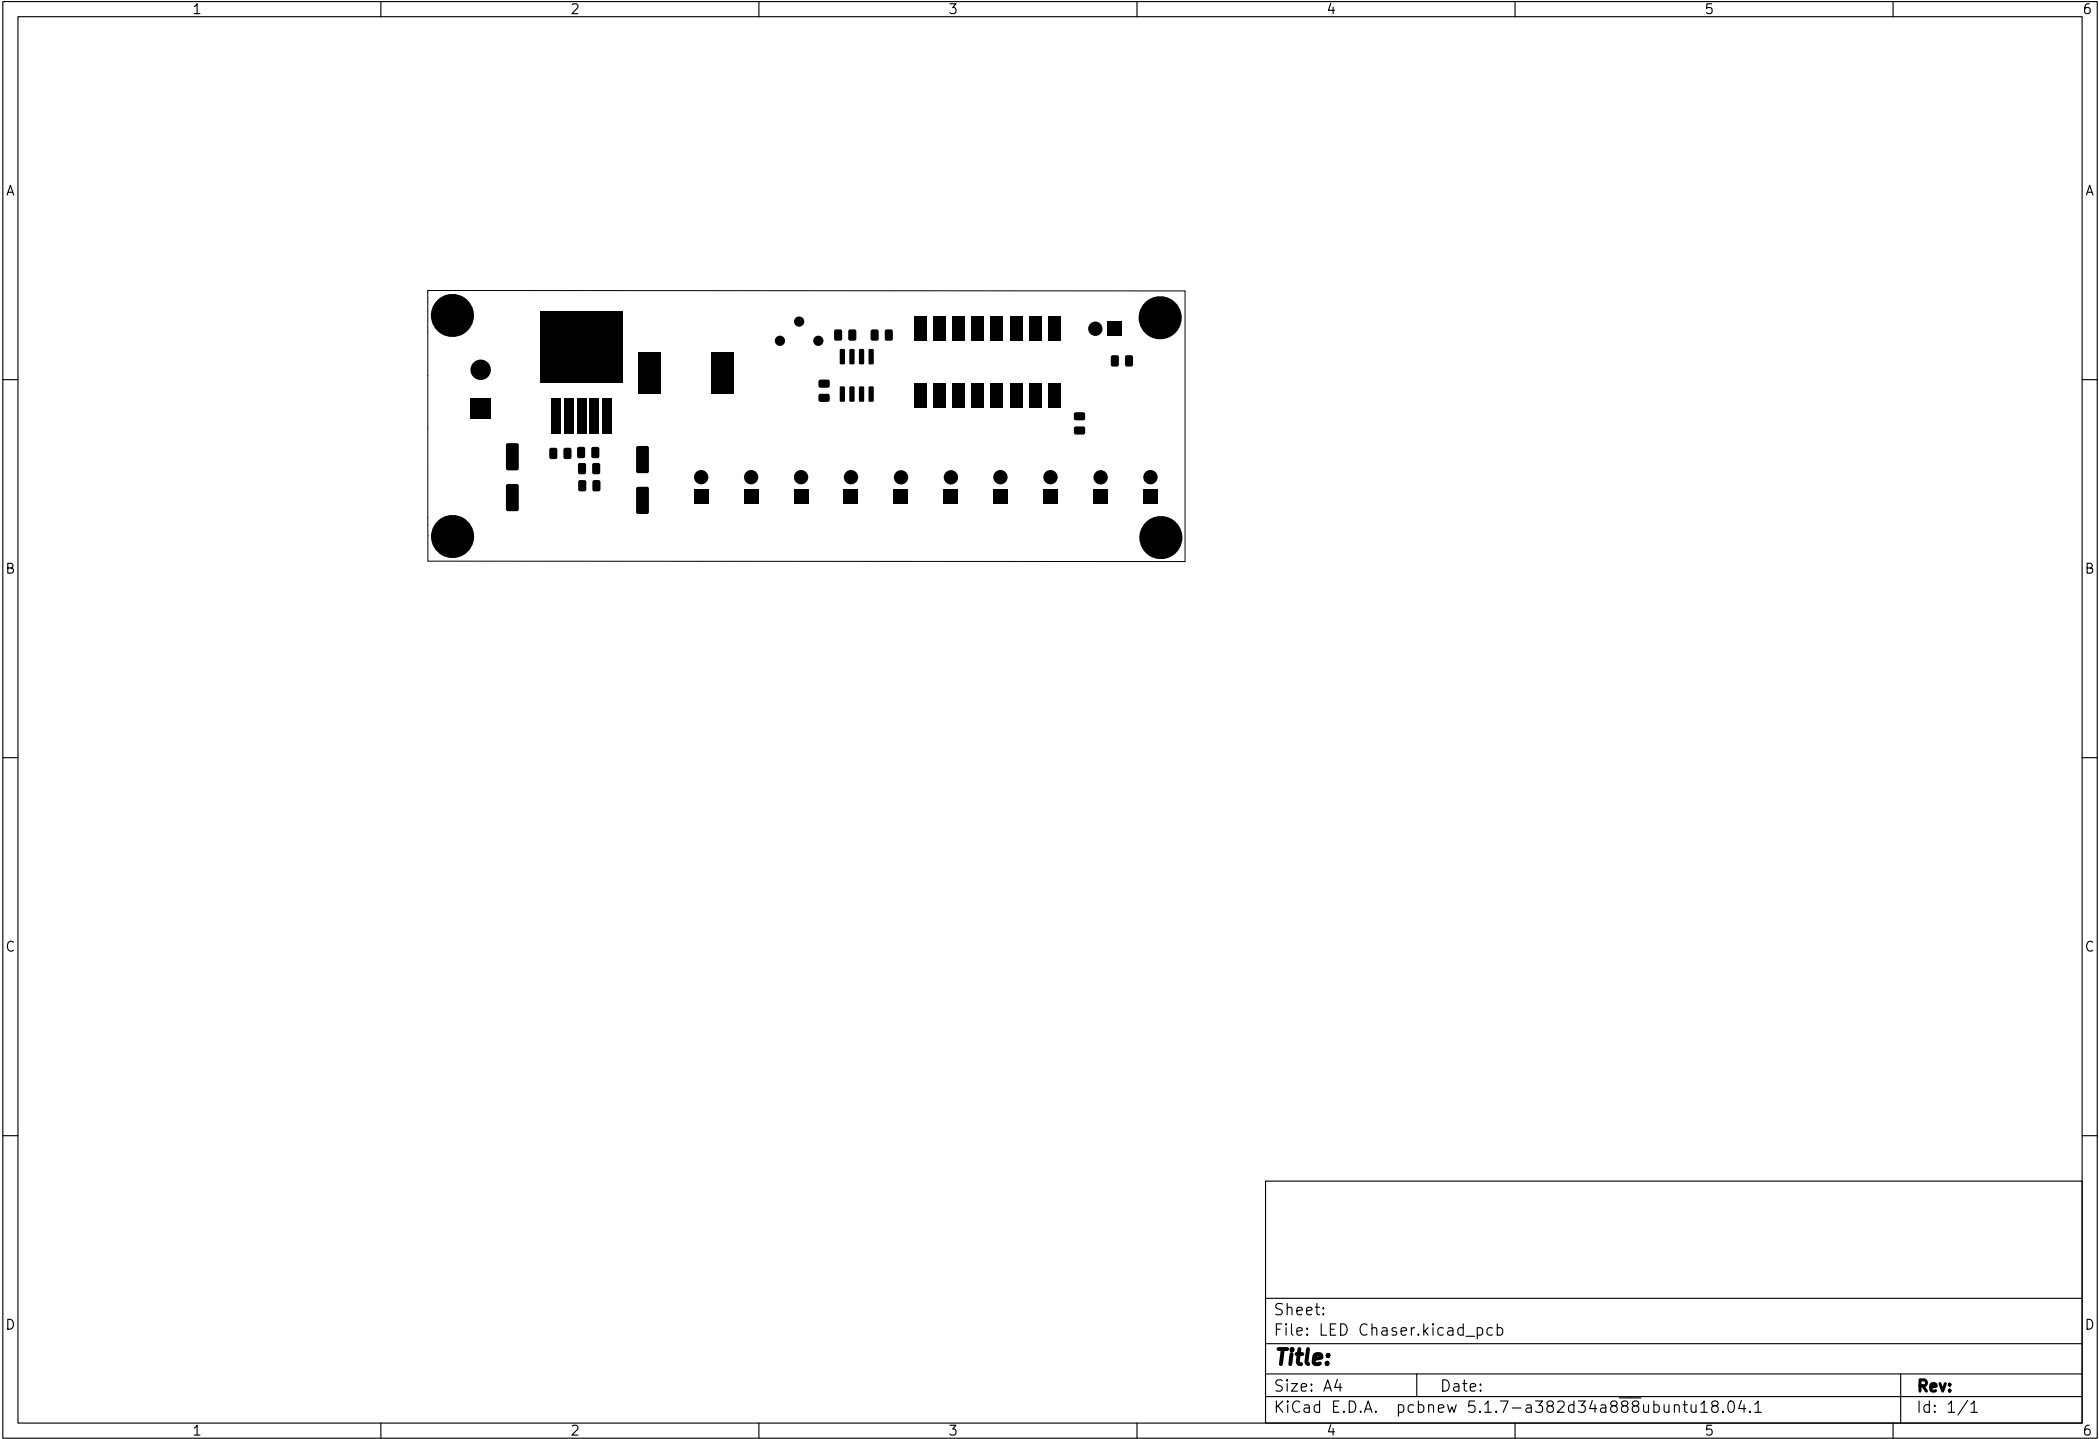 1 2 3 4 5 6
A A
B B
C C
D D
Sheet:
File: LED Chaser.kicad_pcb
Title:
Size: A4 Date: Rev:
KiCad E.D.A. pcbnew 5.1.7-a382d34a888ubuntu18.04.1 Id: 1/1
1 2 3 4 5 6